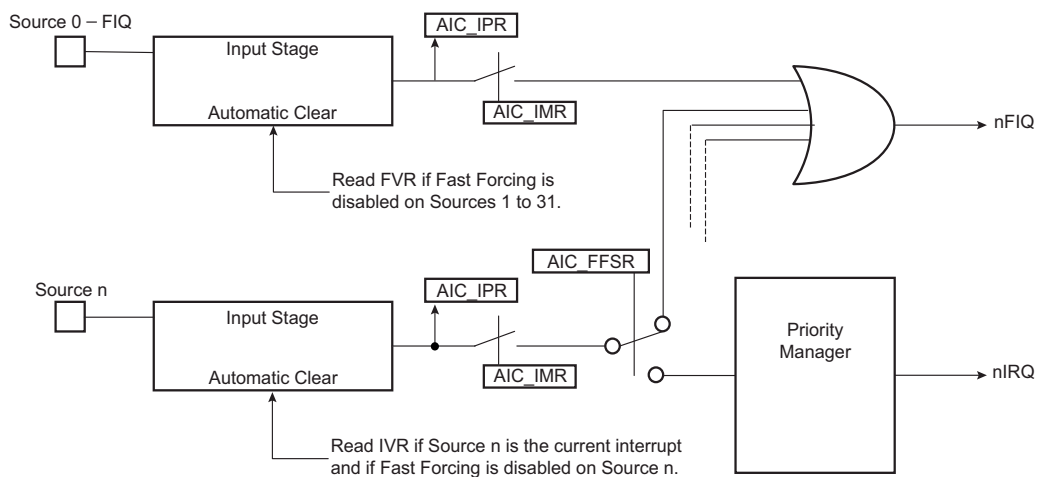 Source 0 – FIQ
AIC_IPR
Input Stage
Automatic Clear
AIC_IMR
nFIQ
Read FVR if Fast Forcing is
disabled on Sources 1 to 31.
AIC_FFSR
Source n
AIC_IPR
Input Stage
Priority
Manager
Automatic Clear
AIC_IMR
nIRQ
Read IVR if Source n is the current interrupt
and if Fast Forcing is disabled on Source n.